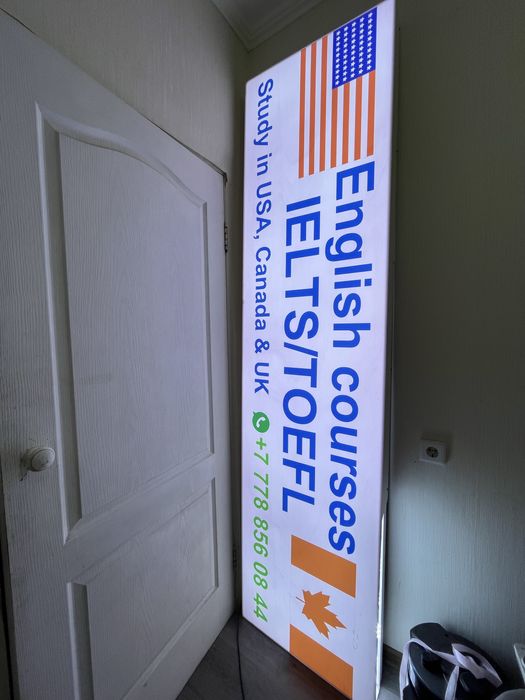 English courses
IELTS/TOEFL
Study in USA, Canada & UK
+7 778 856 08 44